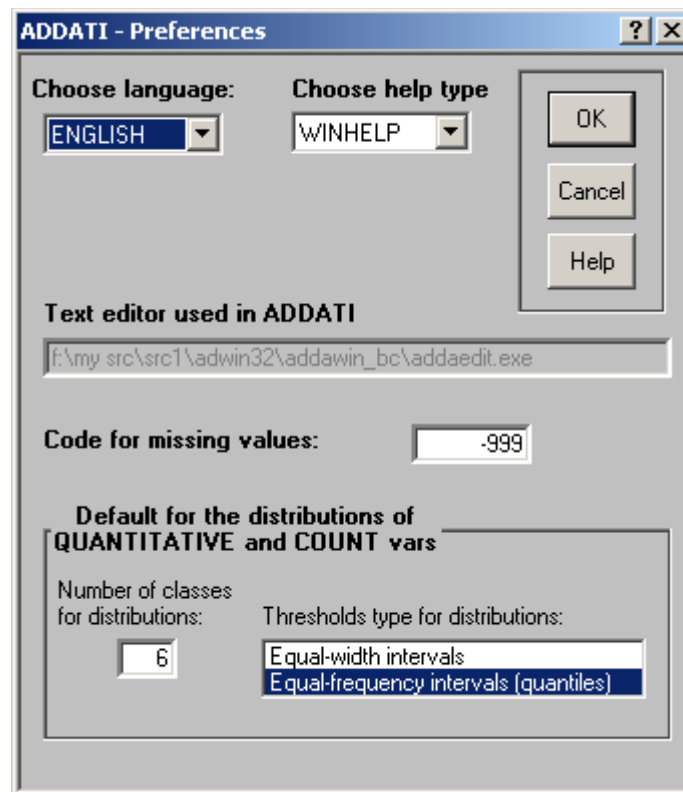 ADDATI - Preferences
Choose language:
Choose help type
ENGLISH
WINHELP
OK
Cancel
Help
Text editor used in ADDATI
f:\my src\src1\adwin32\addawin_bc\addaedit.exe
Code for missing values:
-999
Default for the distributions of
QUANTITATIVE and COUNT vars
Number of classes
for distributions:
6
Thresholds type for distributions:
Equal-width intervals
Equal-frequency intervals (quantiles)